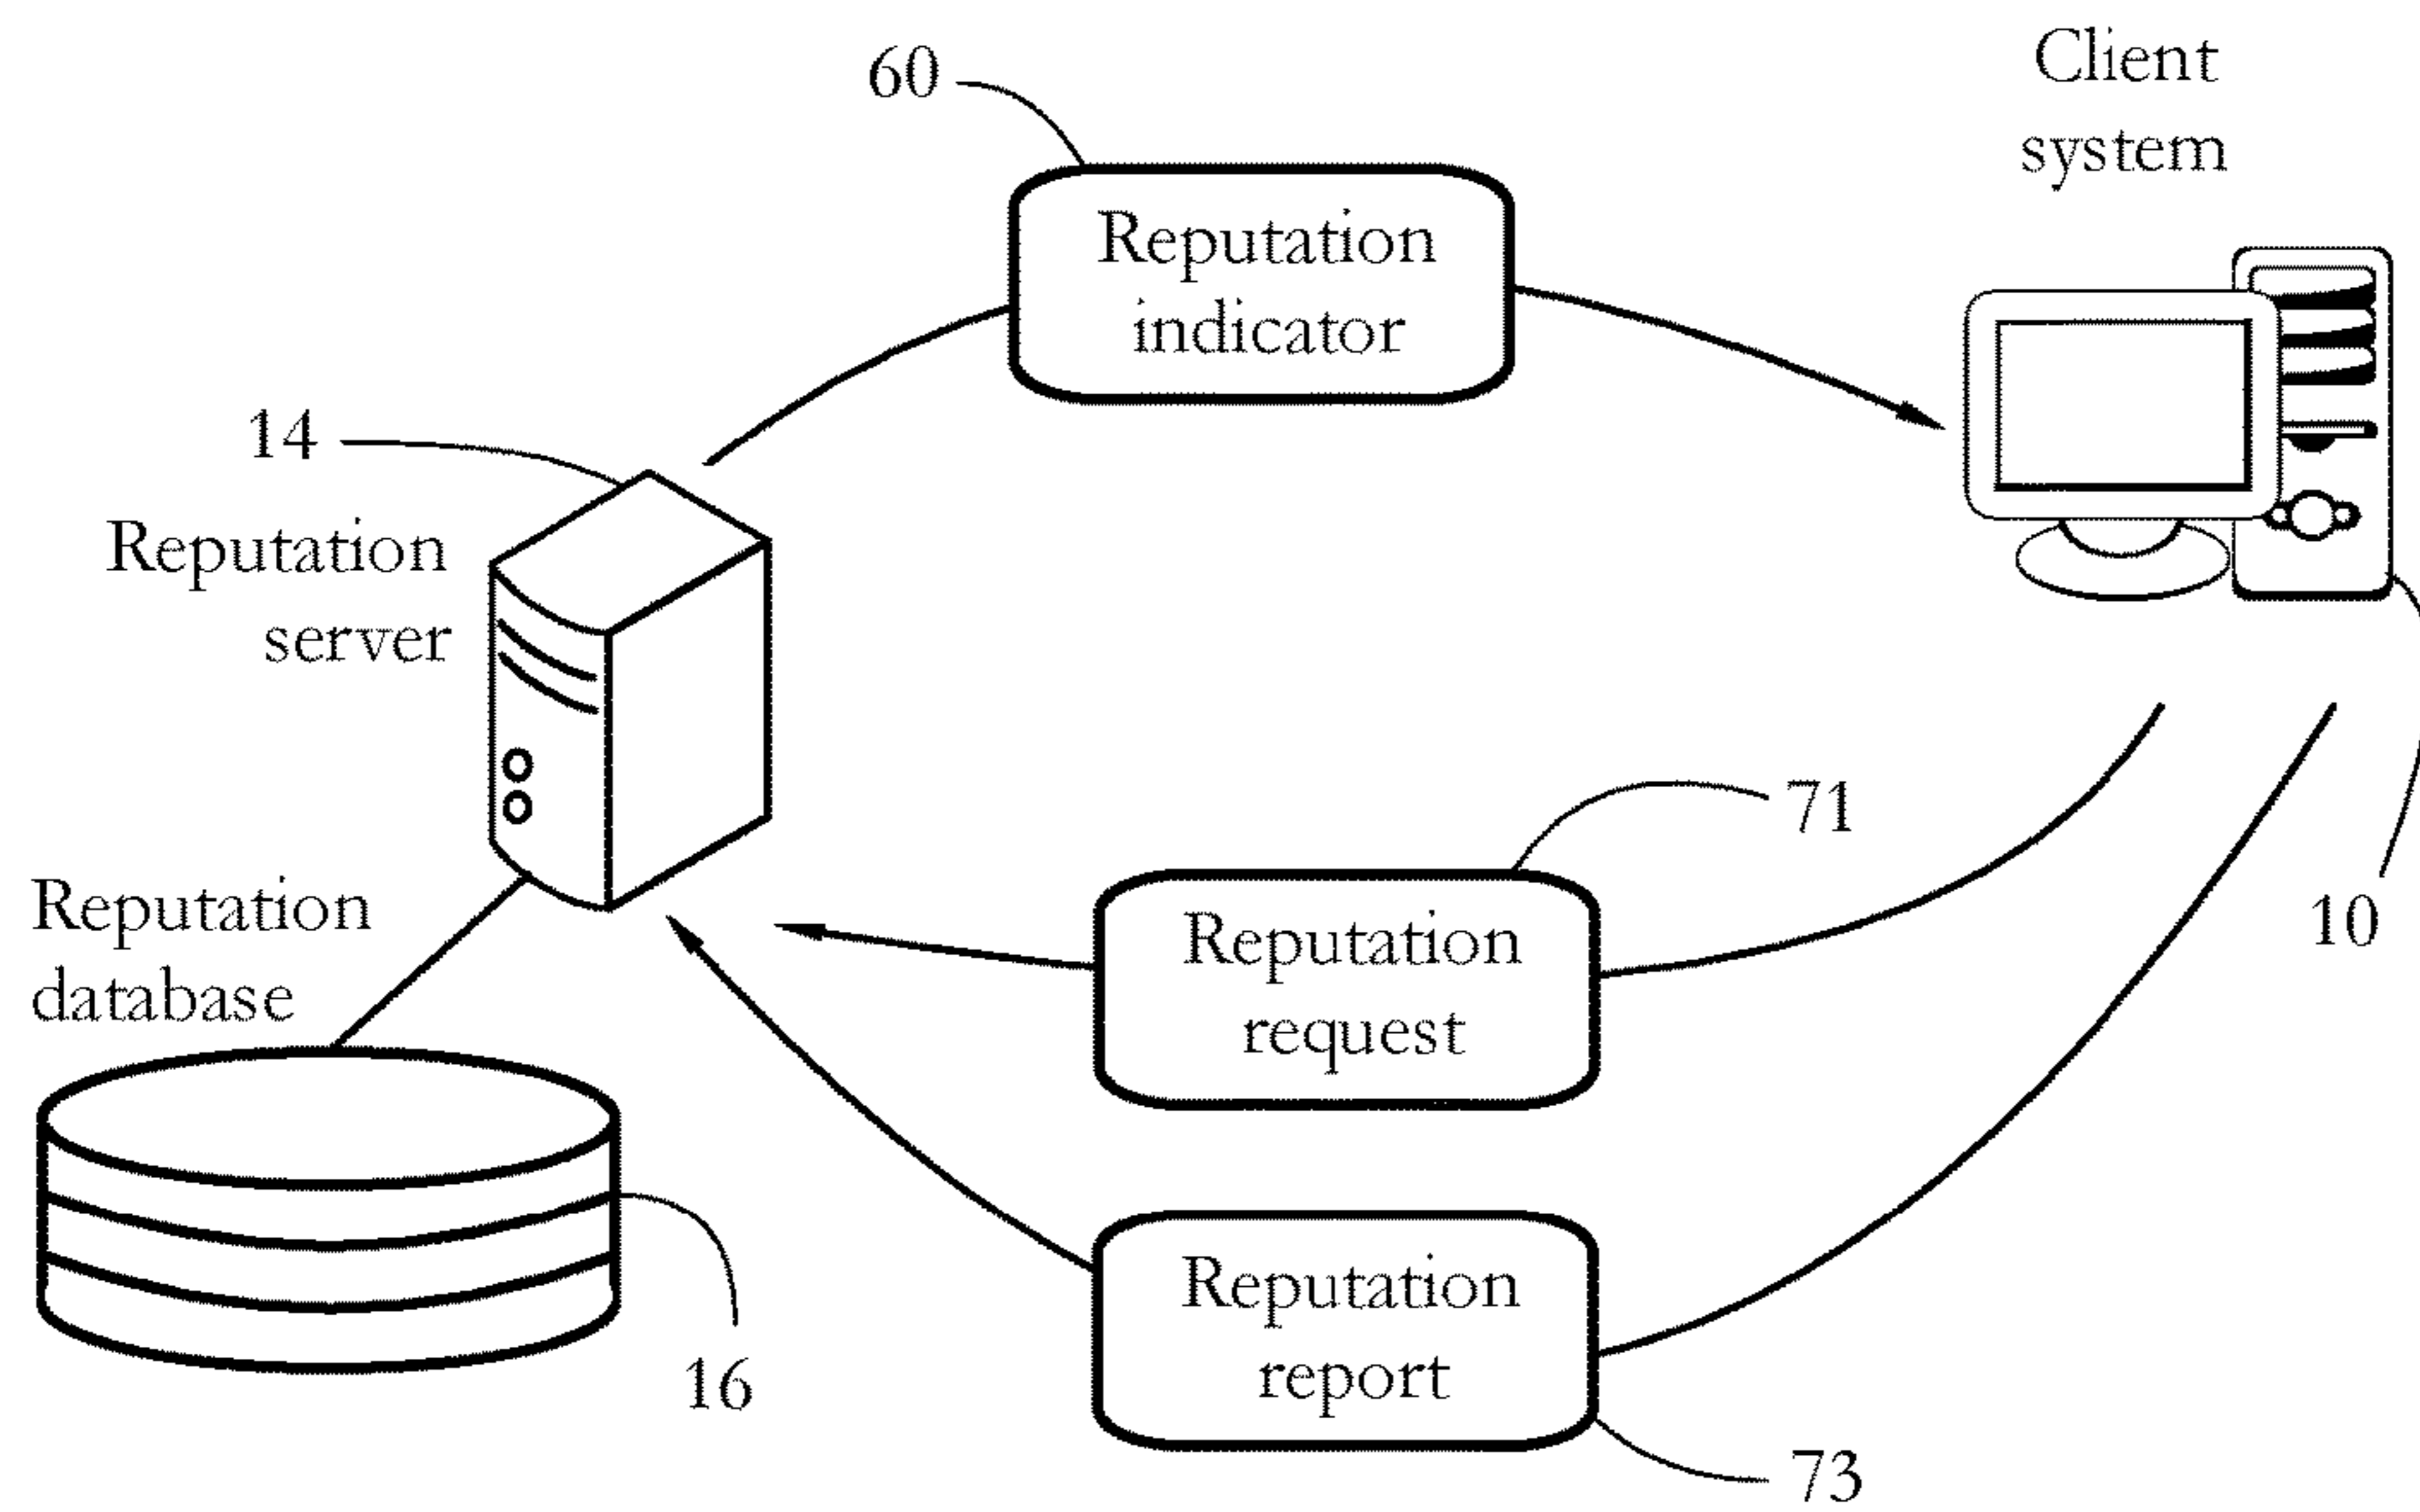 60
Client
system
Reputation
indicator
14
Reputation
server
71
Reputation
database
Reputation
request
10
Reputation
report
16
73